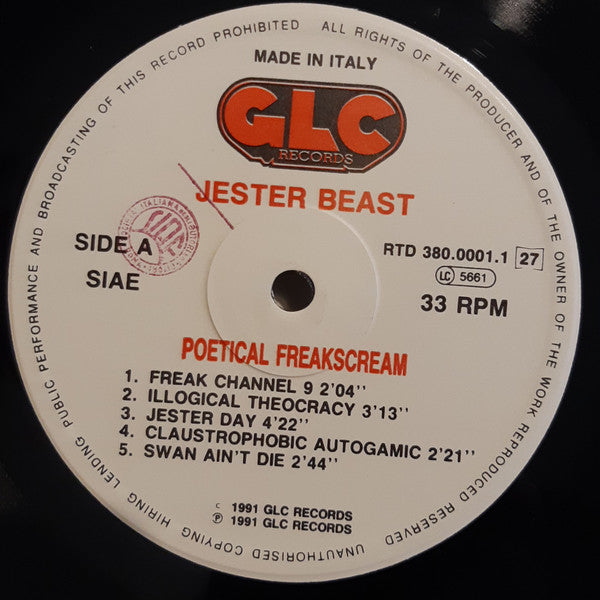 UNAUTHORISED COPYING HIRING LENDING PUBLIC PERFORMANCE AND BROADCASTING OF THIS RECORD PROHIBITED ALL RIGHTS OF THE PRODUCER AND OF THE OWNER OF THE WORK REPRODUCED RESERVED
MADE IN ITALY
GLC
RECORDS
JESTER BEAST
SIDE A
SIAE
RTD 380.0001.1 27
LC 5661
33 RPM
POETICAL FREAKSCREAM
1. FREAK CHANNEL 9 2'04''
2. ILLOGICAL THEOCRACY 3'13''
3. JESTER DAY 4'22''
4. CLAUSTROPHOBIC AUTOGAMIC 2'21''
5. SWAN AIN'T DIE 2'44''
© 1991 GLC RECORDS
℗ 1991 GLC RECORDS